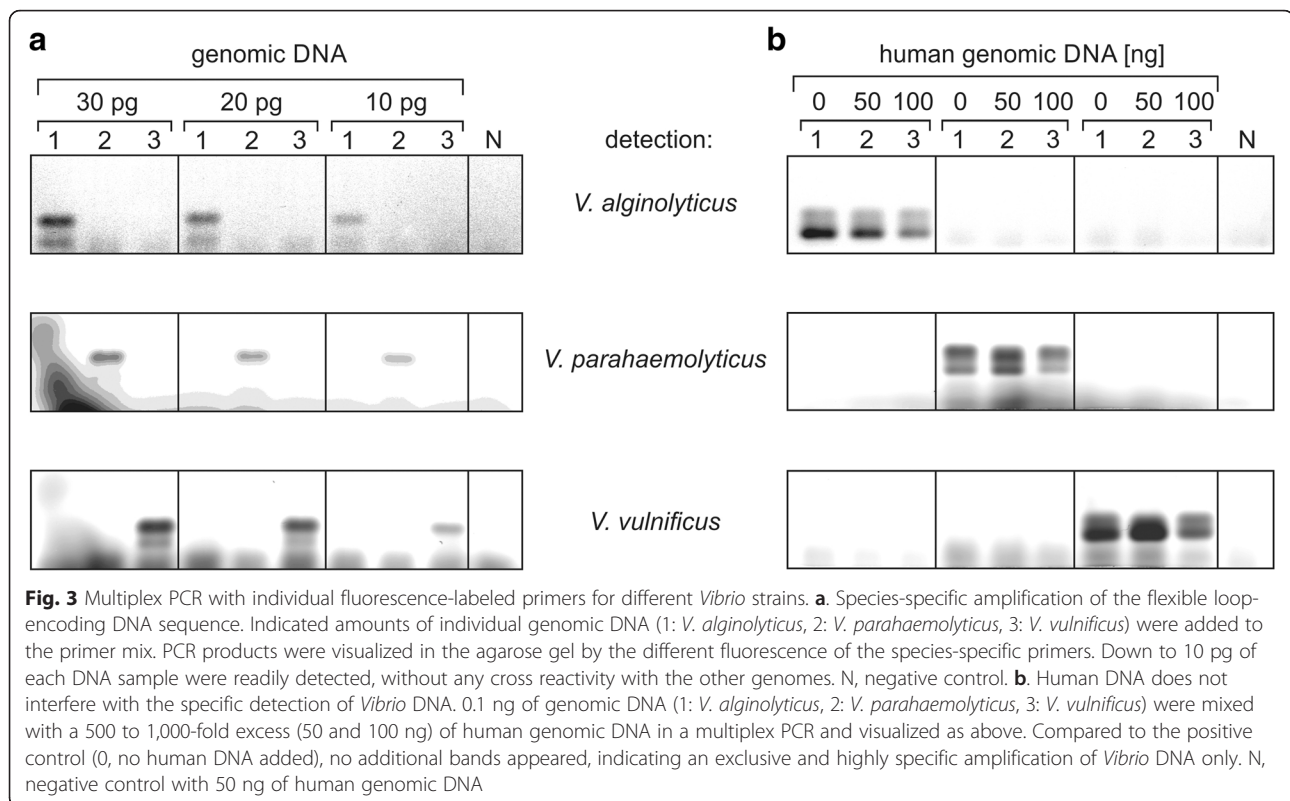 a
genomic DNA
30 pg 20 pg 10 pg
1 2 3 1 2 3 1 2 3 N
detection:
V. alginolyticus
V. parahaemolyticus
V. vulnificus
b
human genomic DNA [ng]
0 50 100 0 50 100 0 50 100
1 2 3 1 2 3 1 2 3 N
Fig. 3 Multiplex PCR with individual fluorescence-labeled primers for different Vibrio strains. a. Species-specific amplification of the flexible loop-
encoding DNA sequence. Indicated amounts of individual genomic DNA (1: V. alginolyticus, 2: V. parahaemolyticus, 3: V. vulnificus) were added to
the primer mix. PCR products were visualized in the agarose gel by the different fluorescence of the species-specific primers. Down to 10 pg of
each DNA sample were readily detected, without any cross reactivity with the other genomes. N, negative control. b. Human DNA does not
interfere with the specific detection of Vibrio DNA. 0.1 ng of genomic DNA (1: V. alginolyticus, 2: V. parahaemolyticus, 3: V. vulnificus) were mixed
with a 500 to 1,000-fold excess (50 and 100 ng) of human genomic DNA in a multiplex PCR and visualized as above. Compared to the positive
control (0, no human DNA added), no additional bands appeared, indicating an exclusive and highly specific amplification of Vibrio DNA only. N,
negative control with 50 ng of human genomic DNA